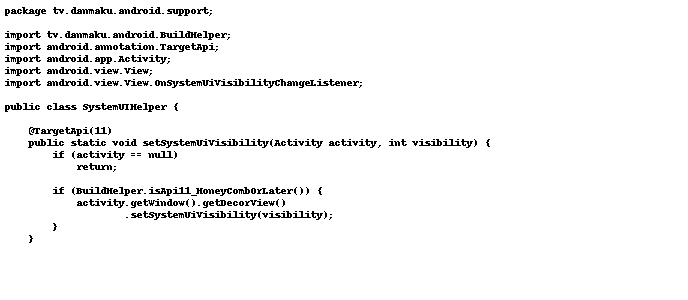 package tv.danmaku.android.support;

import tv.danmaku.android.BuildHelper;
import android.annotation.TargetApi;
import android.app.Activity;
import android.view.View;
import android.view.View.OnSystemUiVisibilityChangeListener;

public class SystemUIHelper {

    @TargetApi(11)
    public static void setSystemUiVisibility(Activity activity, int visibility) {
        if (activity == null)
            return;

        if (BuildHelper.isApi11_HoneyCombOrLater()) {
            activity.getWindow().getDecorView()
                    .setSystemUiVisibility(visibility);
        }
    }